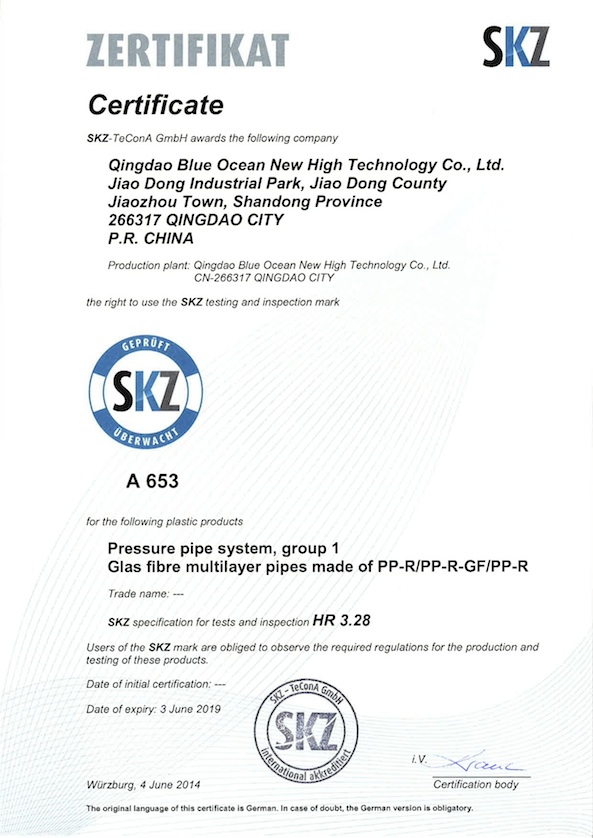 ZERTIFIKAT
SKZ
Certificate
SKZ-TeConA GmbH awards the following company
Qingdao Blue Ocean New High Technology Co., Ltd.
Jiao Dong Industrial Park, Jiao Dong County
Jiaozhou Town, Shandong Province
266317 QINGDAO CITY
P.R. CHINA
Production plant: Qingdao Blue Ocean New High Technology Co., Ltd.
CN-266317 QINGDAO CITY
the right to use the SKZ testing and inspection mark
GEPRÜFT
SKZ
ÜBERWACHT
A 653
for the following plastic products
Pressure pipe system, group 1
Glas fibre multilayer pipes made of PP-R/PP-R-GF/PP-R
Trade name: ---
SKZ specification for tests and inspection HR 3.28
Users of the SKZ mark are obliged to observe the required regulations for the production and
testing of these products.
Date of initial certification: ---
Date of expiry: 3 June 2019
SKZ - TeConA GmbH
SKZ
international akkreditiert
i.V.
Würzburg, 4 June 2014
Certification body
The original language of this certificate is German. In case of doubt, the German version is obligatory.